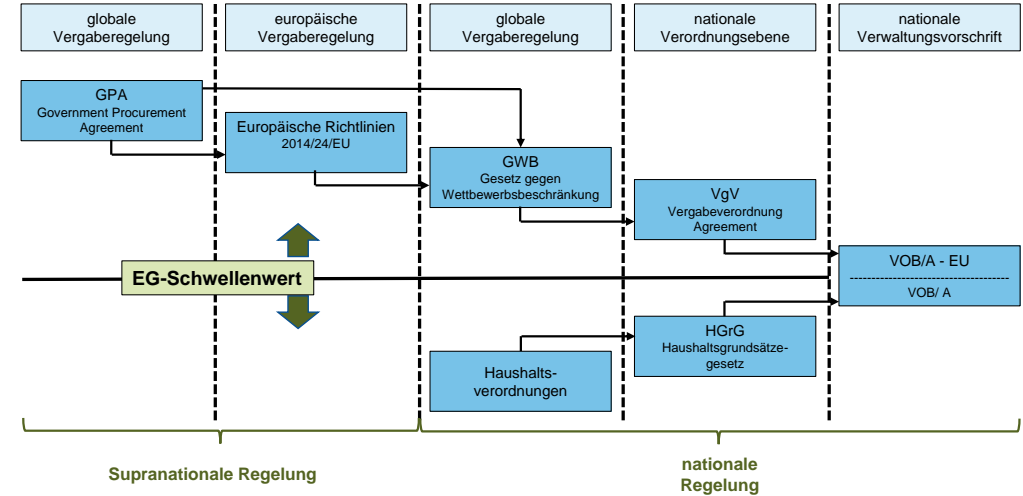 globale
Vergaberegelung
europäische
Vergaberegelung
globale
Vergaberegelung
nationale
Verordnungsebene
nationale
Verwaltungsvorschrift
GPA
Government Procurement
Agreement
Europäische Richtlinien
2014/24/EU
GWB
Gesetz gegen
Wettbewerbsbeschränkung
VgV
Vergabeverordnung
Agreement
VOB/A - EU
VOB/ A
EG-Schwellenwert
HGrG
Haushaltsgrundsätze-
gesetz
Haushalts-
verordnungen
Supranationale Regelung
nationale
Regelung